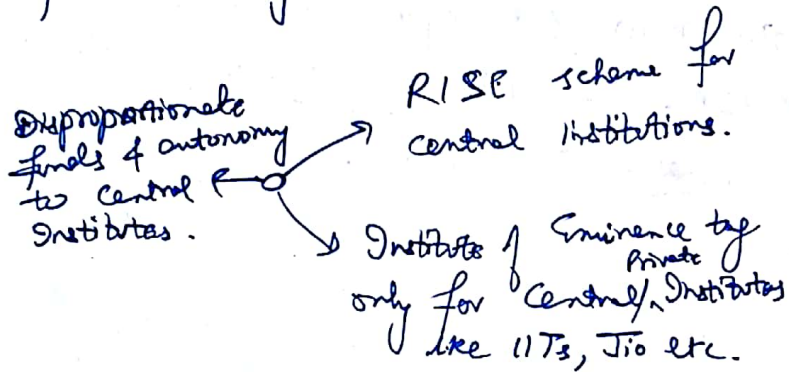 Disproportionate
funds & autonomy
to central
Institutes.
RISE scheme for
central institutions.
Institute of Eminence tag
Private
only for Central/^Institutes
like IITs, Jio etc.